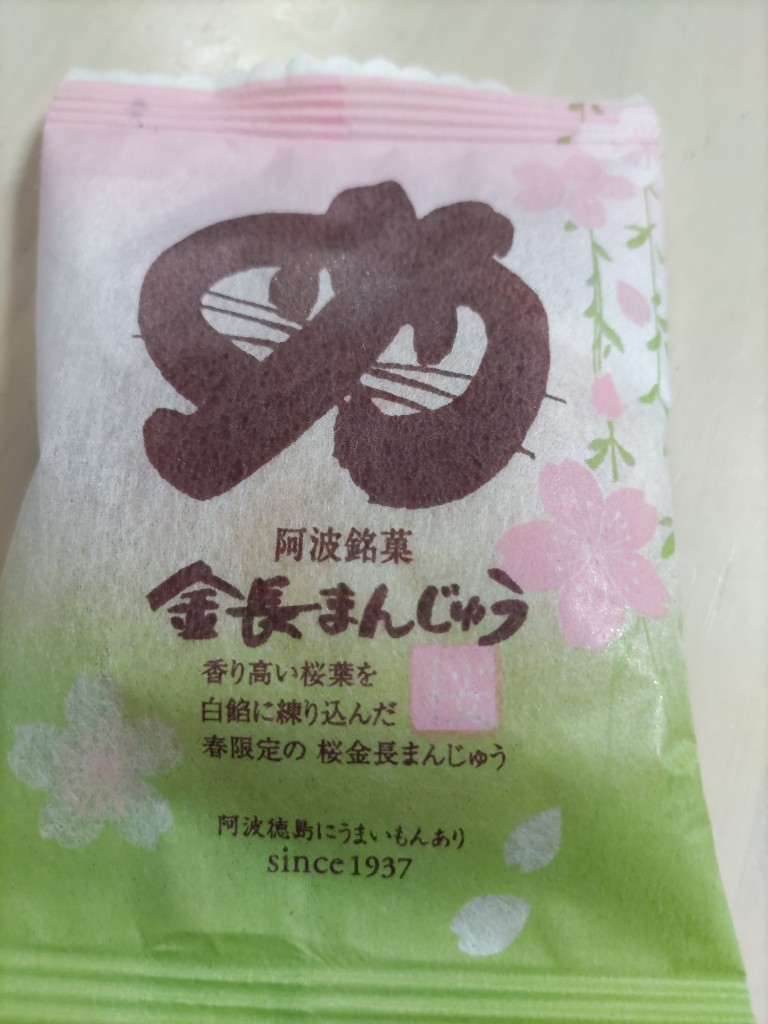 阿波銘菓
金長まんじゅう
香り高い桜葉を
白餡に練り込んだ
春限定の 桜金長まんじゅう
阿波徳島にうまいもんあり
since1937